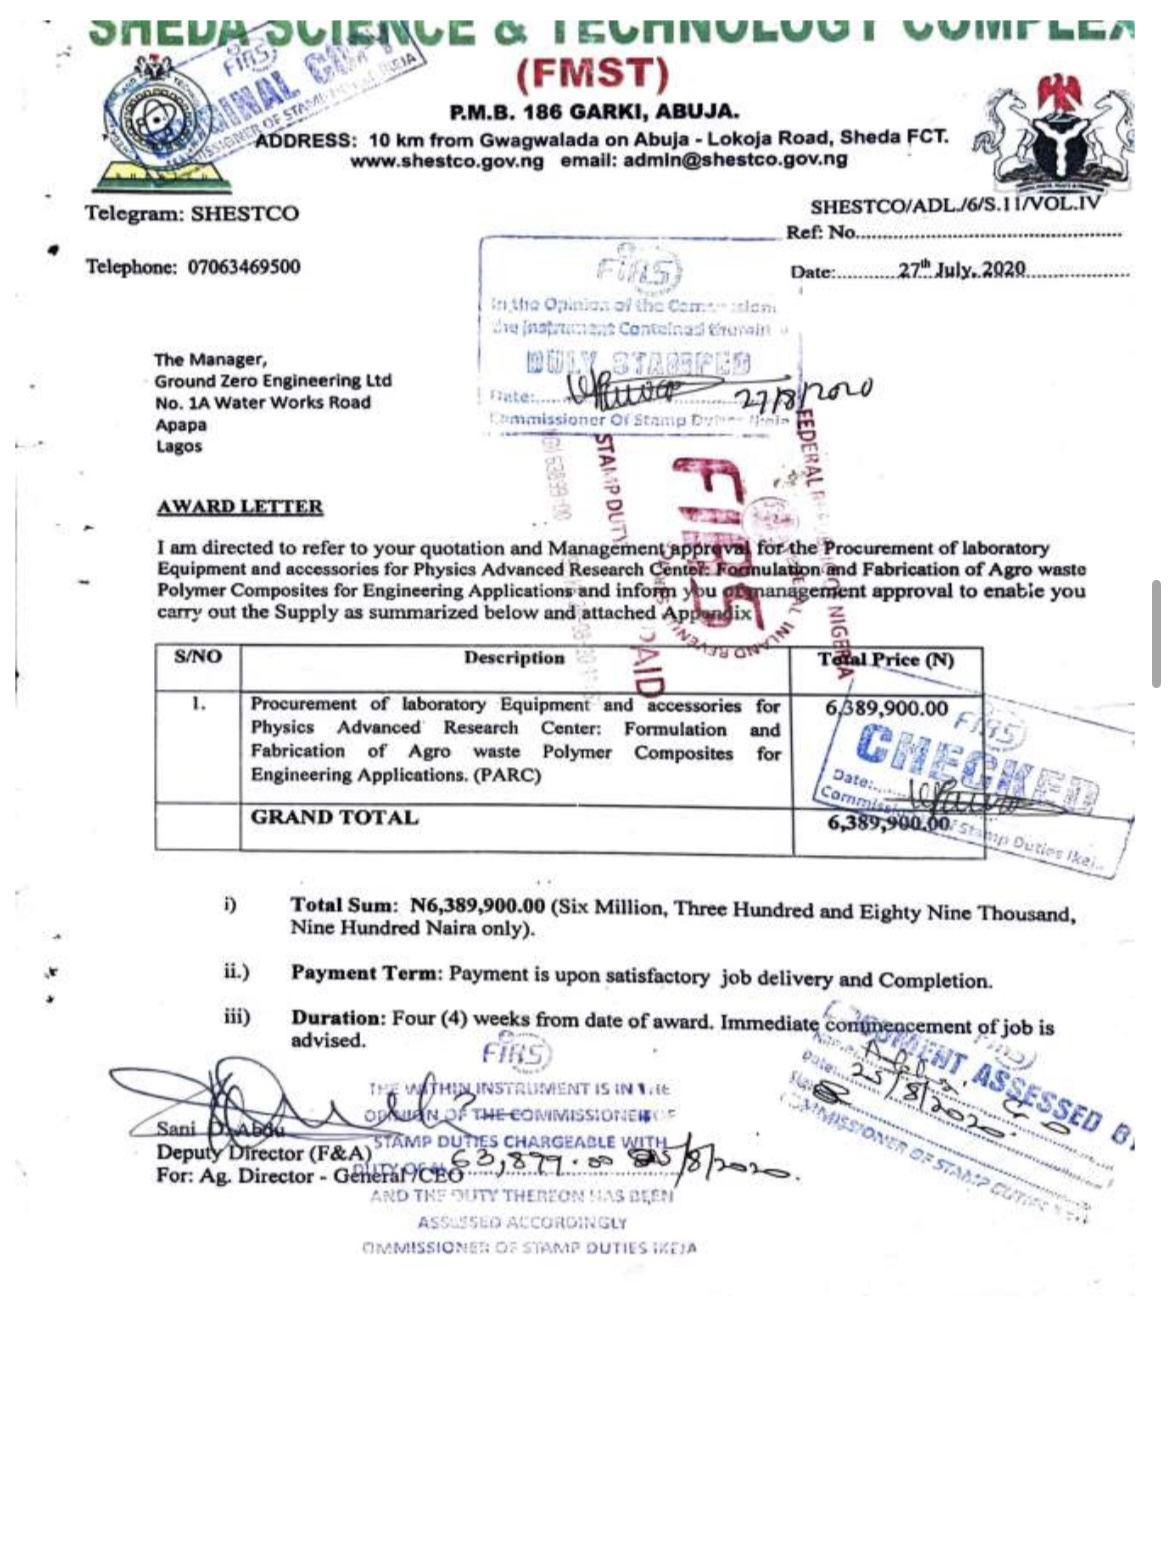 SHEDA SCIENCE & TECHNOLOGY COMPLEX
(FMST)
P.M.B. 186 GARKI, ABUJA.
ADDRESS: 10 km from Gwagwalada on Abuja - Lokoja Road, Sheda FCT.
www.shestco.gov.ng email: admin@shestco.gov.ng
FIRS
ORIGINAL COPY
COMMISSIONER OF STAMP DUTIES IKEJA
Telegram: SHESTCO
SHESTCO/ADL./6/S.11/VOL.IV
Ref: No.
Telephone: 07063469500
Date: 27th July, 2020
FIRS
In the Opinion of the
the Instrument Contained therein
DULY STAMPED
Date: 27/8/2020
Commissioner Of Stamp Duties Ikeja
The Manager,
Ground Zero Engineering Ltd
No. 1A Water Works Road
Apapa
Lagos
FEDERAL REPUBLIC OF NIGERIA
FIRS
STAMP DUTY
PAID
AWARD LETTER
I am directed to refer to your quotation and Management approval for the Procurement of laboratory
Equipment and accessories for Physics Advanced Research Center: Formulation and Fabrication of Agro waste
Polymer Composites for Engineering Applications and inform you of management approval to enable you
carry out the Supply as summarized below and attached Appendix
S/NO Description Total Price (N)
1. Procurement of laboratory Equipment and accessories for 6,389,900.00
Physics Advanced Research Center: Formulation and
Fabrication of Agro waste Polymer Composites for
Engineering Applications. (PARC)
GRAND TOTAL 6,389,900.00
FIRS
CHECKED
Date:
Commissioner Of Stamp Duties Ikeja
i) Total Sum: N6,389,900.00 (Six Million, Three Hundred and Eighty Nine Thousand,
Nine Hundred Naira only).
ii.) Payment Term: Payment is upon satisfactory job delivery and Completion.
iii) Duration: Four (4) weeks from date of award. Immediate commencement of job is
advised.
FIRS
DOCUMENT ASSESSED BY
Name:
Date: 25/8/2020
COMMISSIONER OF STAMP DUTIES
FIRS
THE WITHIN INSTRUMENT IS IN THE
OPINION OF THE COMMISSIONER OF
STAMP DUTIES CHARGEABLE WITH
DUTY OF N 63,899.00 25/8/2020.
AND THE DUTY THEREON HAS BEEN
ASSESSED ACCORDINGLY
OMMISSIONER OF STAMP DUTIES IKEJA
Sani D. Abdu
Deputy Director (F&A)
For: Ag. Director - General /CEO